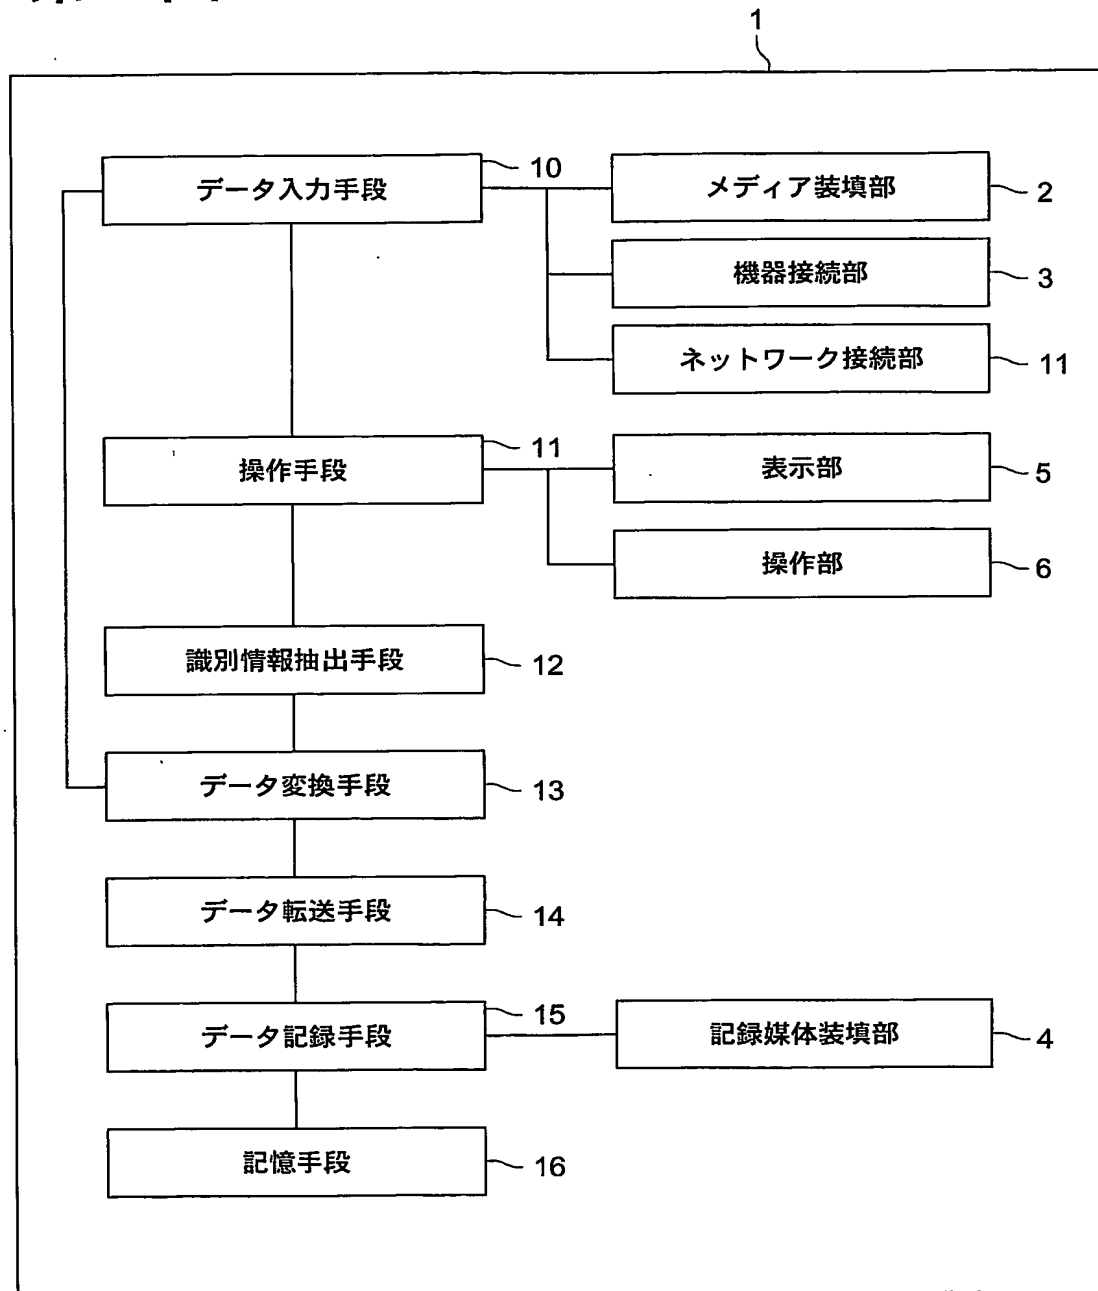 1
データ入力手段 10 メディア装填部 2
機器接続部 3
ネットワーク接続部 11
操作手段 11 表示部 5
操作部 6
識別情報抽出手段 12
データ変換手段 13
データ転送手段 14
データ記録手段 15 記録媒体装填部 4
記憶手段 16